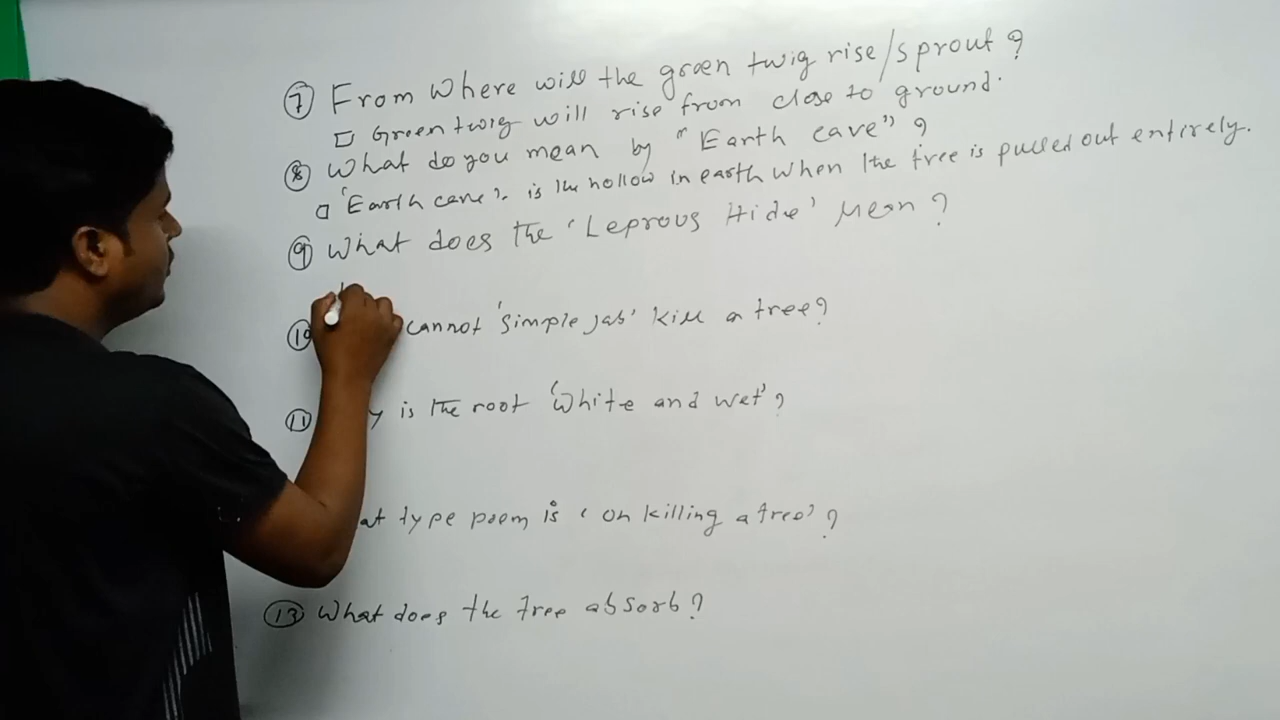 7 From where will the green twig rise/sprout?
Green twig will rise from close to ground.
8 What do you mean by "Earth cave"?
'Earth cave'. is the hollow in earth when the tree is pulled out entirely.
9 What does the 'Leprous Hide' Mean?
10 cannot 'simple jab' kill a tree?
11 is the root 'White and wet'?
type poem is 'on killing a tree'?
13 What does the tree absorb?